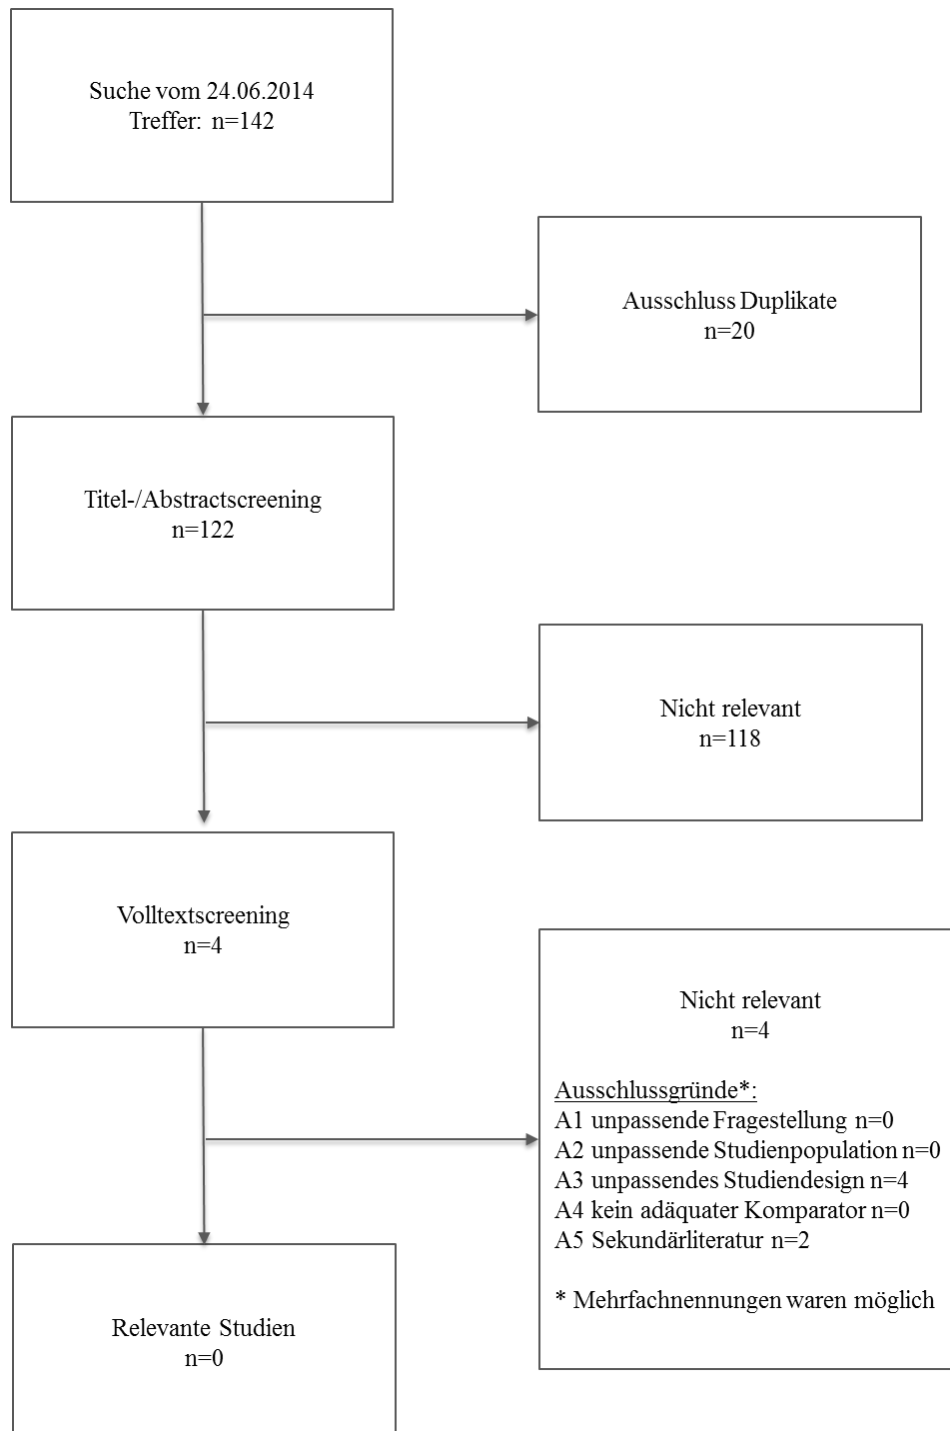 Suche vom 24.06.2014
Treffer: n=142
Ausschluss Duplikate
n=20
Titel-/Abstractscreening
n=122
Nicht relevant
n=118
Volltextscreening
n=4
Nicht relevant
n=4
Ausschlussgründe*:
A1 unpassende Fragestellung n=0
A2 unpassende Studienpopulation n=0
A3 unpassendes Studiendesign n=4
A4 kein adäquater Komparator n=0
A5 Sekundärliteratur n=2
* Mehrfachnennungen waren möglich
Relevante Studien
n=0